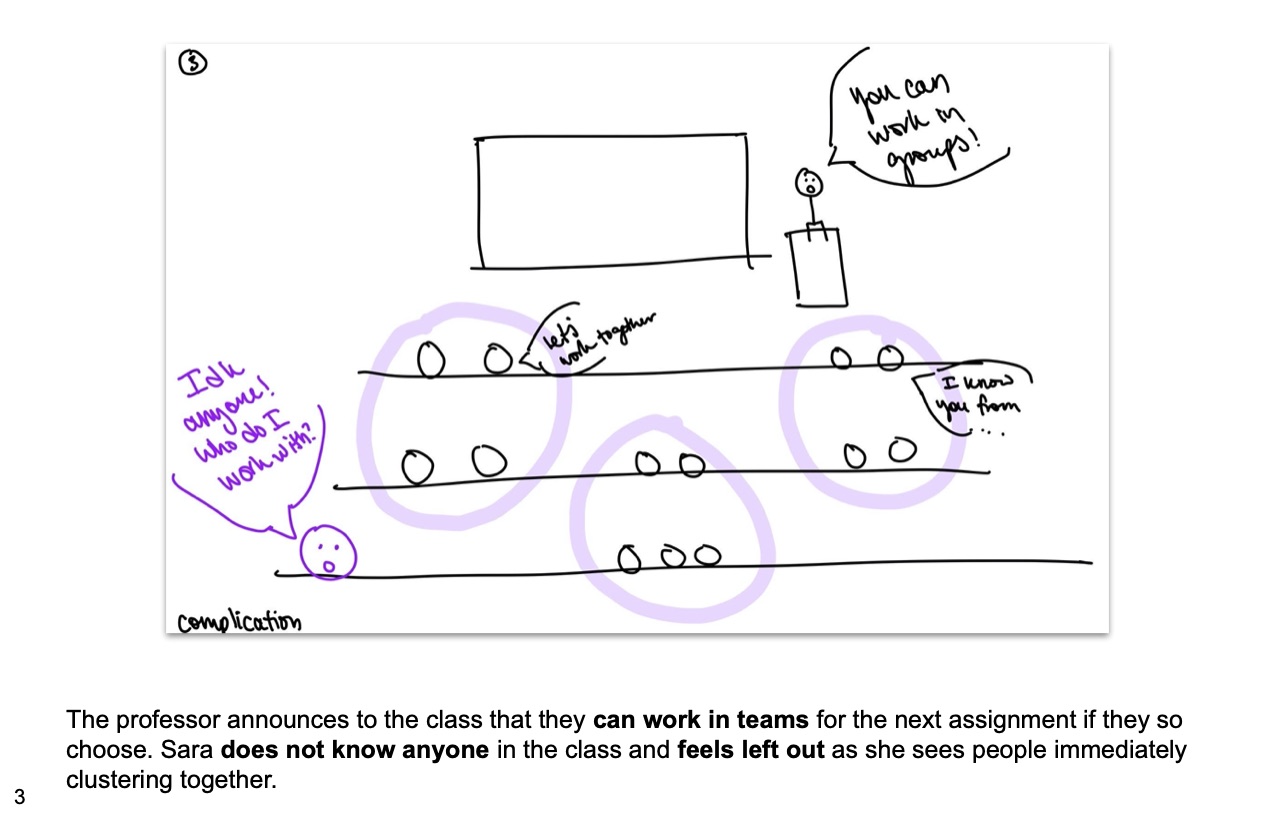 3
you can
work in
groups!
let's
work together
I know
you from
...
Idk
anyone!
who do I
work with?
complication
The professor announces to the class that they can work in teams for the next assignment if they so
choose. Sara does not know anyone in the class and feels left out as she sees people immediately
clustering together.
3